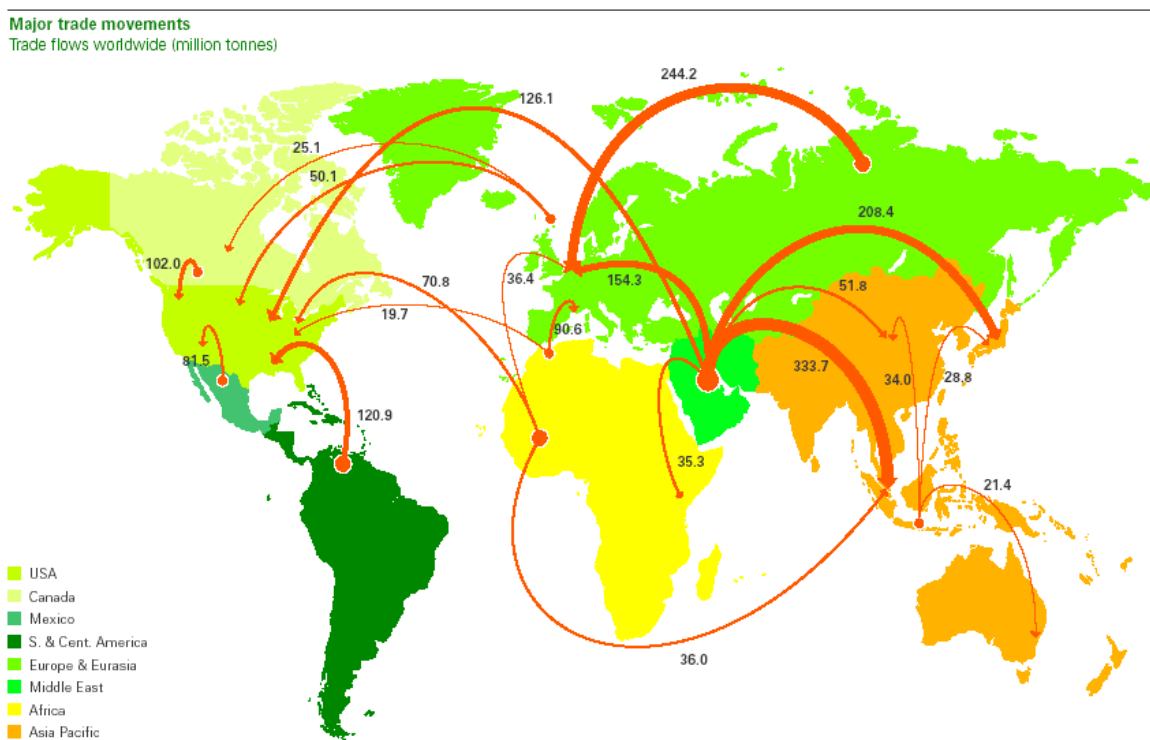 Major trade movements
Trade flows worldwide (million tonnes)
244.2
126.1
25.1
50.1
208.4
102.0
70.8
36.4
154.3
51.8
19.7
90.6
81.5
333.7
34.0
28.8
120.9
35.3
21.4
36.0
USA
Canada
Mexico
S. & Cent. America
Europe & Eurasia
Middle East
Africa
Asia Pacific